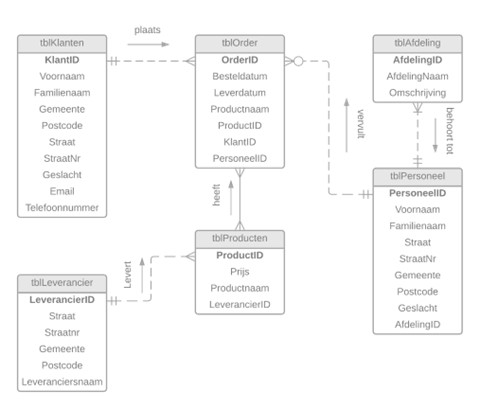 plaats
tblKlanten
KlantID
Voornaam
Familienaam
Gemeente
Postcode
Straat
StraatNr
Geslacht
Email
Telefoonnummer
tblOrder
OrderID
Besteldatum
Leverdatum
Productnaam
ProductID
KlantID
PersoneelID
tblAfdeling
AfdelingID
AfdelingNaam
Omschrijving
vervult
behoort tot
tblPersoneel
PersoneelID
Voornaam
Familienaam
Straat
StraatNr
Gemeente
Postcode
Geslacht
AfdelingID
heeft
tblProducten
ProductID
Prijs
Productnaam
LeverancierID
Levert
tblLeverancier
LeverancierID
Straat
Straatnr
Gemeente
Postcode
Leveranciersnaam